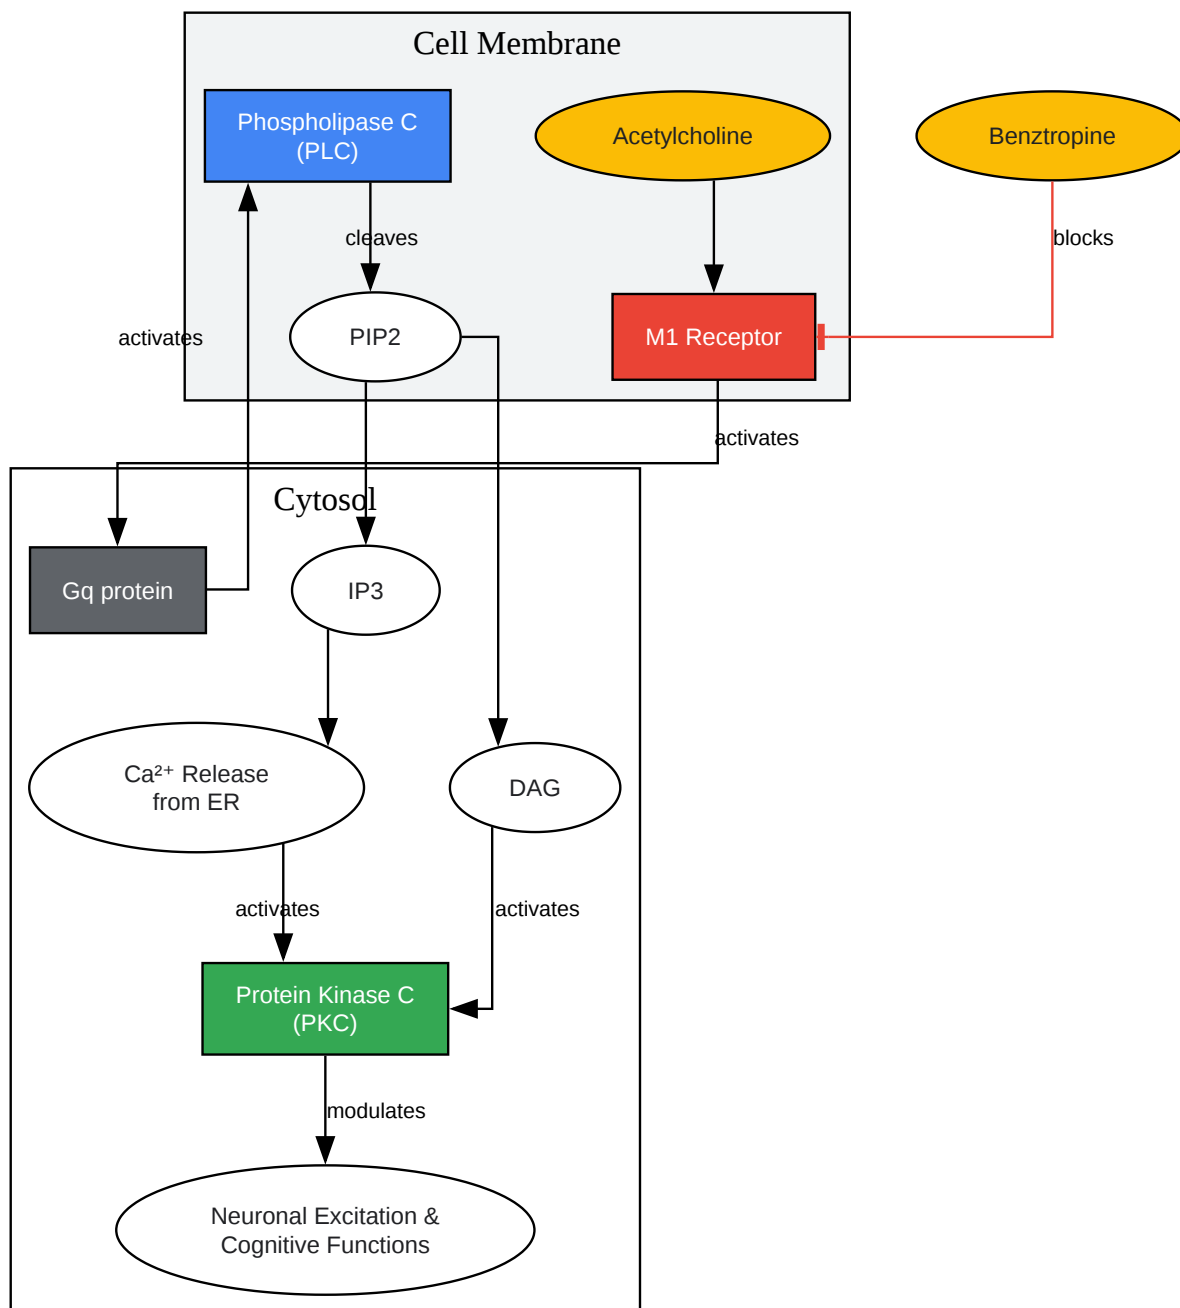 Cell Membrane
Phospholipase C
(PLC)
Acetylcholine
Benztropine
cleaves
blocks
activates
PIP2
M1 Receptor
activates
Cytosol
Gq protein
IP3
Ca²⁺ Release
from ER
DAG
activates
activates
Protein Kinase C
(PKC)
modulates
Neuronal Excitation &
Cognitive Functions